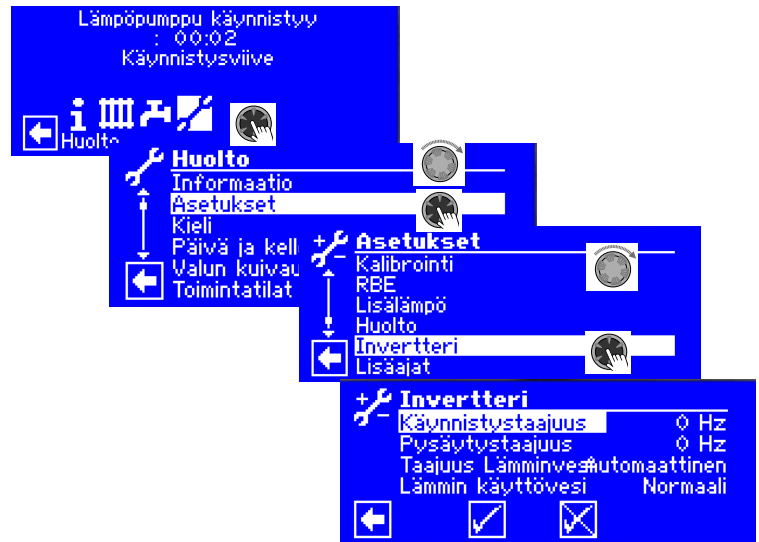 Lämpöpumppu käynnistyy
: 00:02
Käynnistysviive
Huolto
Huolto
Informaatio
Asetukset
Kieli
Päivä ja kell
Valun kuivau
Toimintatilat
Asetukset
Kalibrointi
RBE
Lisälämpö
Huolto
Invertteri
Lisäajat
Invertteri
Käynnistystaajuus 0 Hz
Pysäytystaajuus 0 Hz
Taajuus Lämminves Automaattinen
Lämmin käyttövesi Normaali